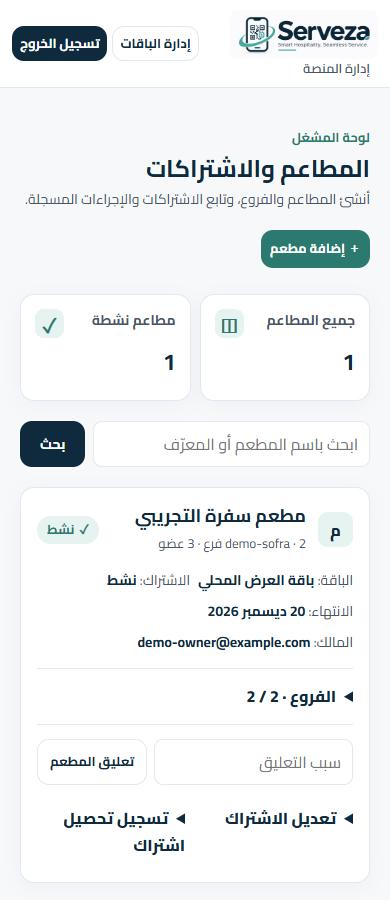 Serveza
Smart Hospitality, Seamless Service.
إدارة المنصة
إدارة الباقات
تسجيل الخروج
لوحة المشغل
المطاعم والاشتراكات
أنشئ المطاعم والفروع، وتابع الاشتراكات والإجراءات المسجلة.
+ إضافة مطعم
جميع المطاعم
1
مطاعم نشطة
✓
1
ابحث باسم المطعم أو المعرّف
بحث
م
مطعم سفرة التجريبي
demo-sofra · 2 فرع · 3 عضو
✓ نشط
الباقة: باقة العرض المحلي الاشتراك: نشط
الانتهاء: 20 ديسمبر 2026
المالك: demo-owner@example.com
◀ الفروع · 2 / 2
سبب التعليق
تعليق المطعم
◀ تعديل الاشتراك
◀ تسجيل تحصيل
اشتراك